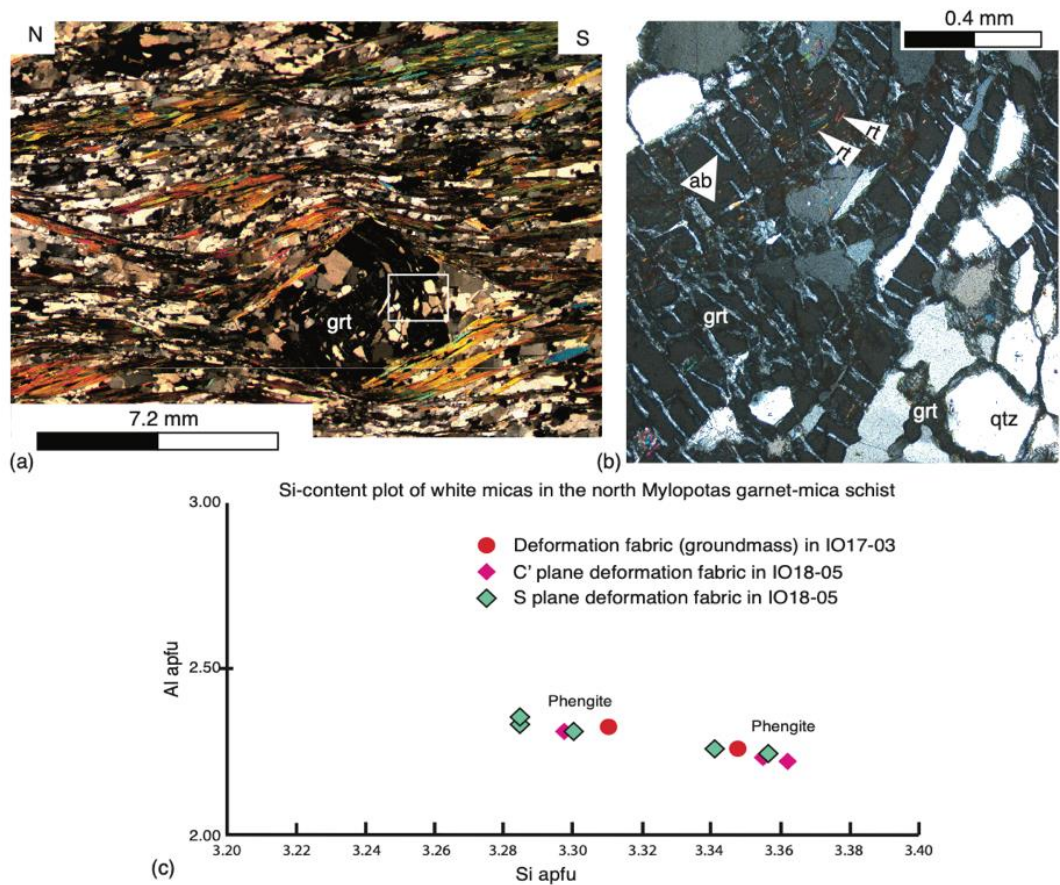 N
S
grt
7.2 mm
(a)
0.4 mm
rt
rt
ab
grt
grt
qtz
(b)
Si-content plot of white micas in the north Mylopotas garnet-mica schist
3.00
Deformation fabric (groundmass) in IO17-03
C' plane deformation fabric in IO18-05
S plane deformation fabric in IO18-05
Al apfu
2.50
Phengite
Phengite
2.00
3.20 3.22 3.24 3.26 3.28 3.30 3.32 3.34 3.36 3.38 3.40
Si apfu
(c)